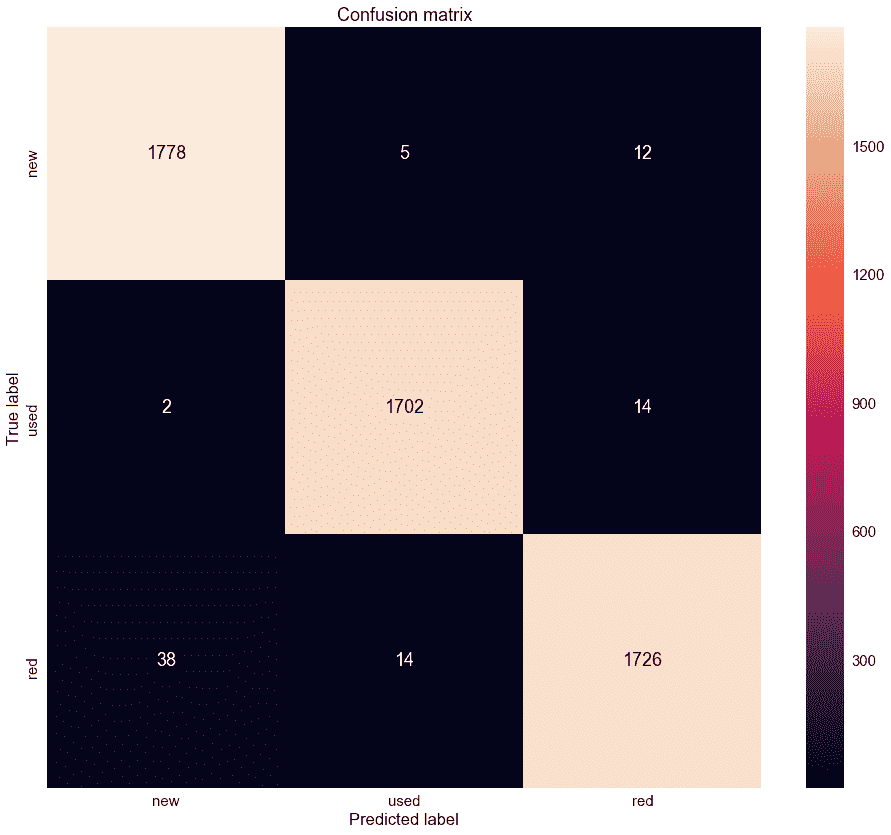 Confusion matrix
new
1778
5
12
1500
1200
True label
used
2
1702
14
900
600
red
38
14
1726
300
new
used
red
Predicted label